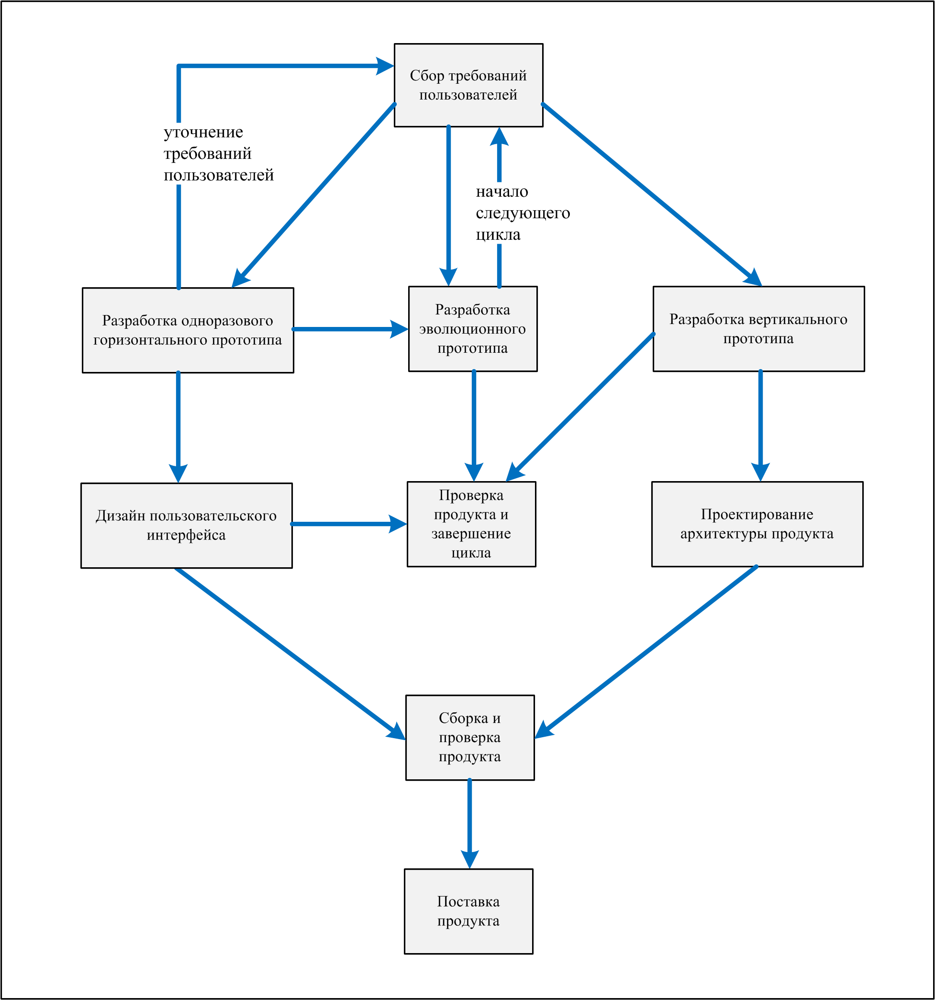 Сбор требований
пользователей
уточнение
требований
пользователей
начало
следующего
цикла
Разработка одноразового
горизонтального прототипа
Разработка
эволюционного
прототипа
Разработка вертикального
прототипа
Дизайн пользовательского
интерфейса
Проверка
продукта и
завершение
цикла
Проектирование
архитектуры продукта
Сборка и
проверка
продукта
Поставка
продукта